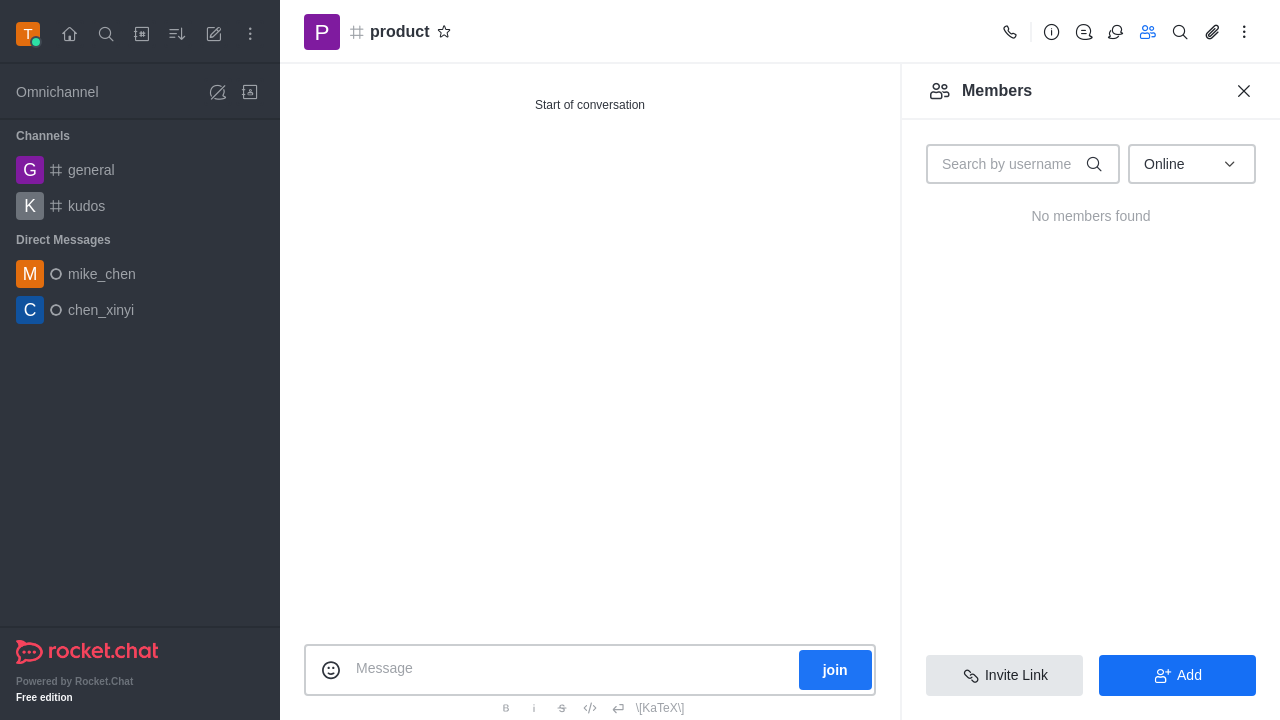 T
Omnichannel
Channels
G general
K kudos
Direct Messages
M mike_chen
C chen_xinyi
rocket.chat
Powered by Rocket.Chat
Free edition
P product
Start of conversation
Message
join
B i S \[KaTeX\]
Members
Search by username
Online
No members found
Invite Link
Add